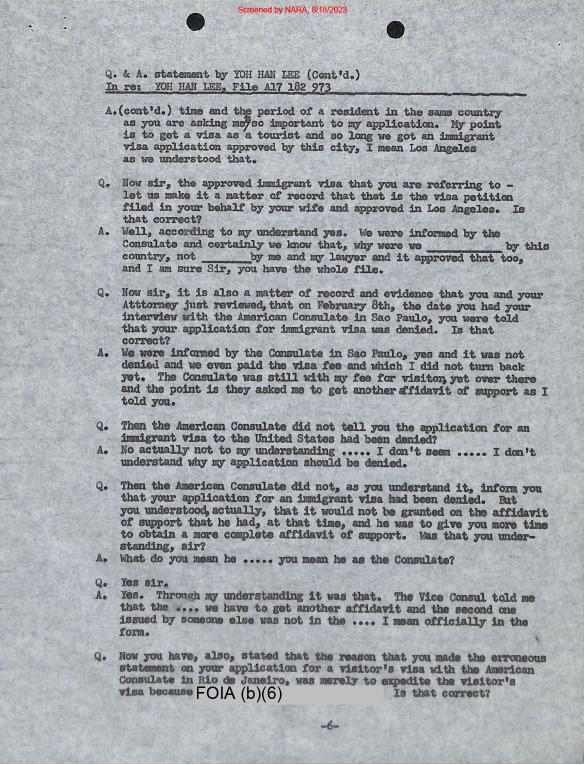 Screened by NARA, 8/18/2023
Q. & A. statement by YOH HAN LEE (Cont'd.)
In re: YOH HAN LEE, File A17 182 973
A.(cont'd.) time and the period of a resident in the same country
as you are asking me/so important to my application. My point
is to get a visa as a tourist and so long we got an immigrant
visa application approved by this city, I mean Los Angeles
as we understood that.
Q. Now sir, the approved immigrant visa that you are referring to -
let us make it a matter of record that that is the visa petition
filed in your behalf by your wife and approved in Los Angeles. Is
that correct?
A. Well, according to my understand yes. We were informed by the
Consulate and certainly we know that, why were we __________ by this
country, not ______ by me and my lawyer and it approved that too,
and I am sure Sir, you have the whole file.
Q. Now sir, it is also a matter of record and evidence that you and your
Atttorney just reviewed, that on February 8th, the date you had your
interview with the American Consulate in Sao Paulo, you were told
that your application for immigrant visa was denied. Is that
correct?
A. We were informed by the Consulate in Sao Paulo, yes and it was not
denied and we even paid the visa fee and which I did not turn back
yet. The Consulate was still with my fee for visitor, yet over there
and the point is they asked me to get another affidavit of support as I
told you.
Q. Then the American Consulate did not tell you the application for an
immigrant visa to the United States had been denied?
A. No actually not to my understanding ..... I don't seem ..... I don't
understand why my application should be denied.
Q. Then the American Consulate did not, as you understand it, inform you
that your application for an immigrant visa had been denied. But
you understood, actually, that it would not be granted on the affidavit
of support that he had, at that time, and he was to give you more time
to obtain a more complete affidavit of support. Was that your under-
standing, sir?
A. What do you mean he ..... you mean he as the Consulate?
Q. Yes sir.
A. Yes. Through my understanding it was that. The Vice Consul told me
that the .... we have to get another affidavit and the second one
issued by someone else was not in the .... I mean officially in the
form.
Q. Now you have, also, stated that the reason that you made the erroneous
statement on your application for a visitor's visa with the American
Consulate in Rio de Janeiro, was merely to expedite the visitor's
visa because FOIA (b)(6) Is that correct?
-6-